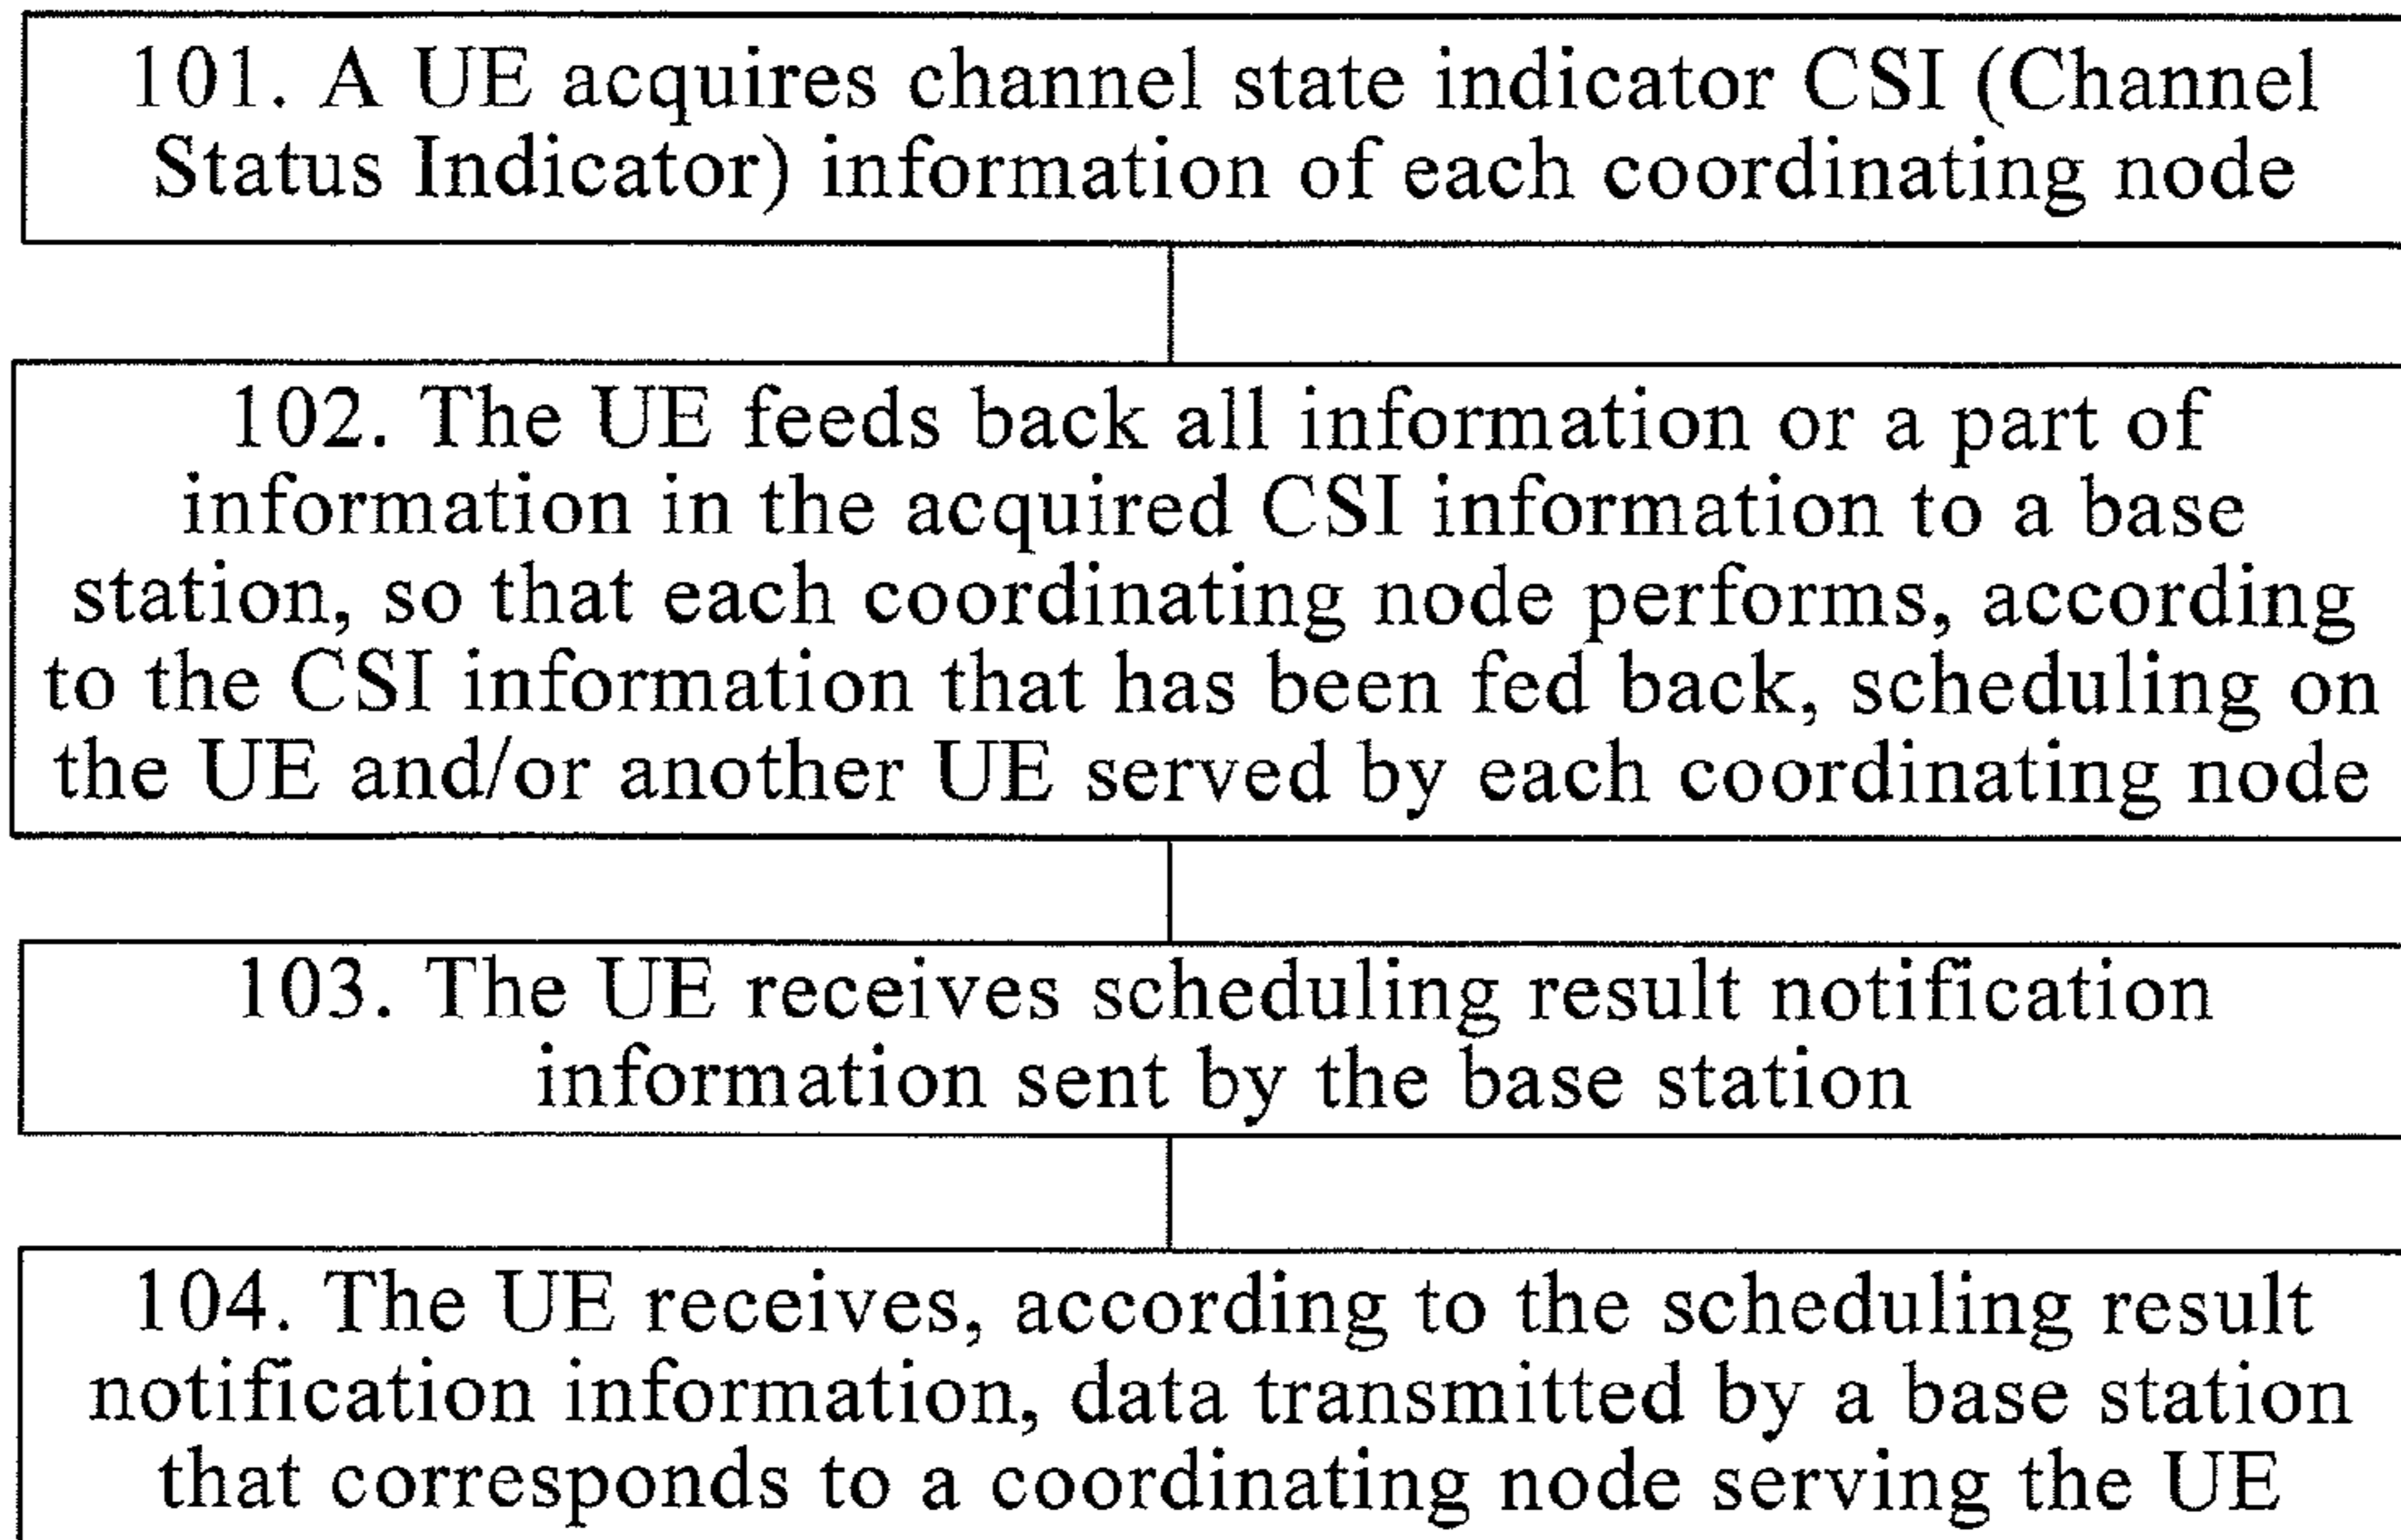 101. A UE acquires channel state indicator CSI (Channel
Status Indicator) information of each coordinating node
102. The UE feeds back all information or a part of
information in the acquired CSI information to a base
station, so that each coordinating node performs, according
to the CSI information that has been fed back, scheduling on
the UE and/or another UE served by each coordinating node
103. The UE receives scheduling result notification
information sent by the base station
104. The UE receives, according to the scheduling result
notification information, data transmitted by a base station
that corresponds to a coordinating node serving the UE